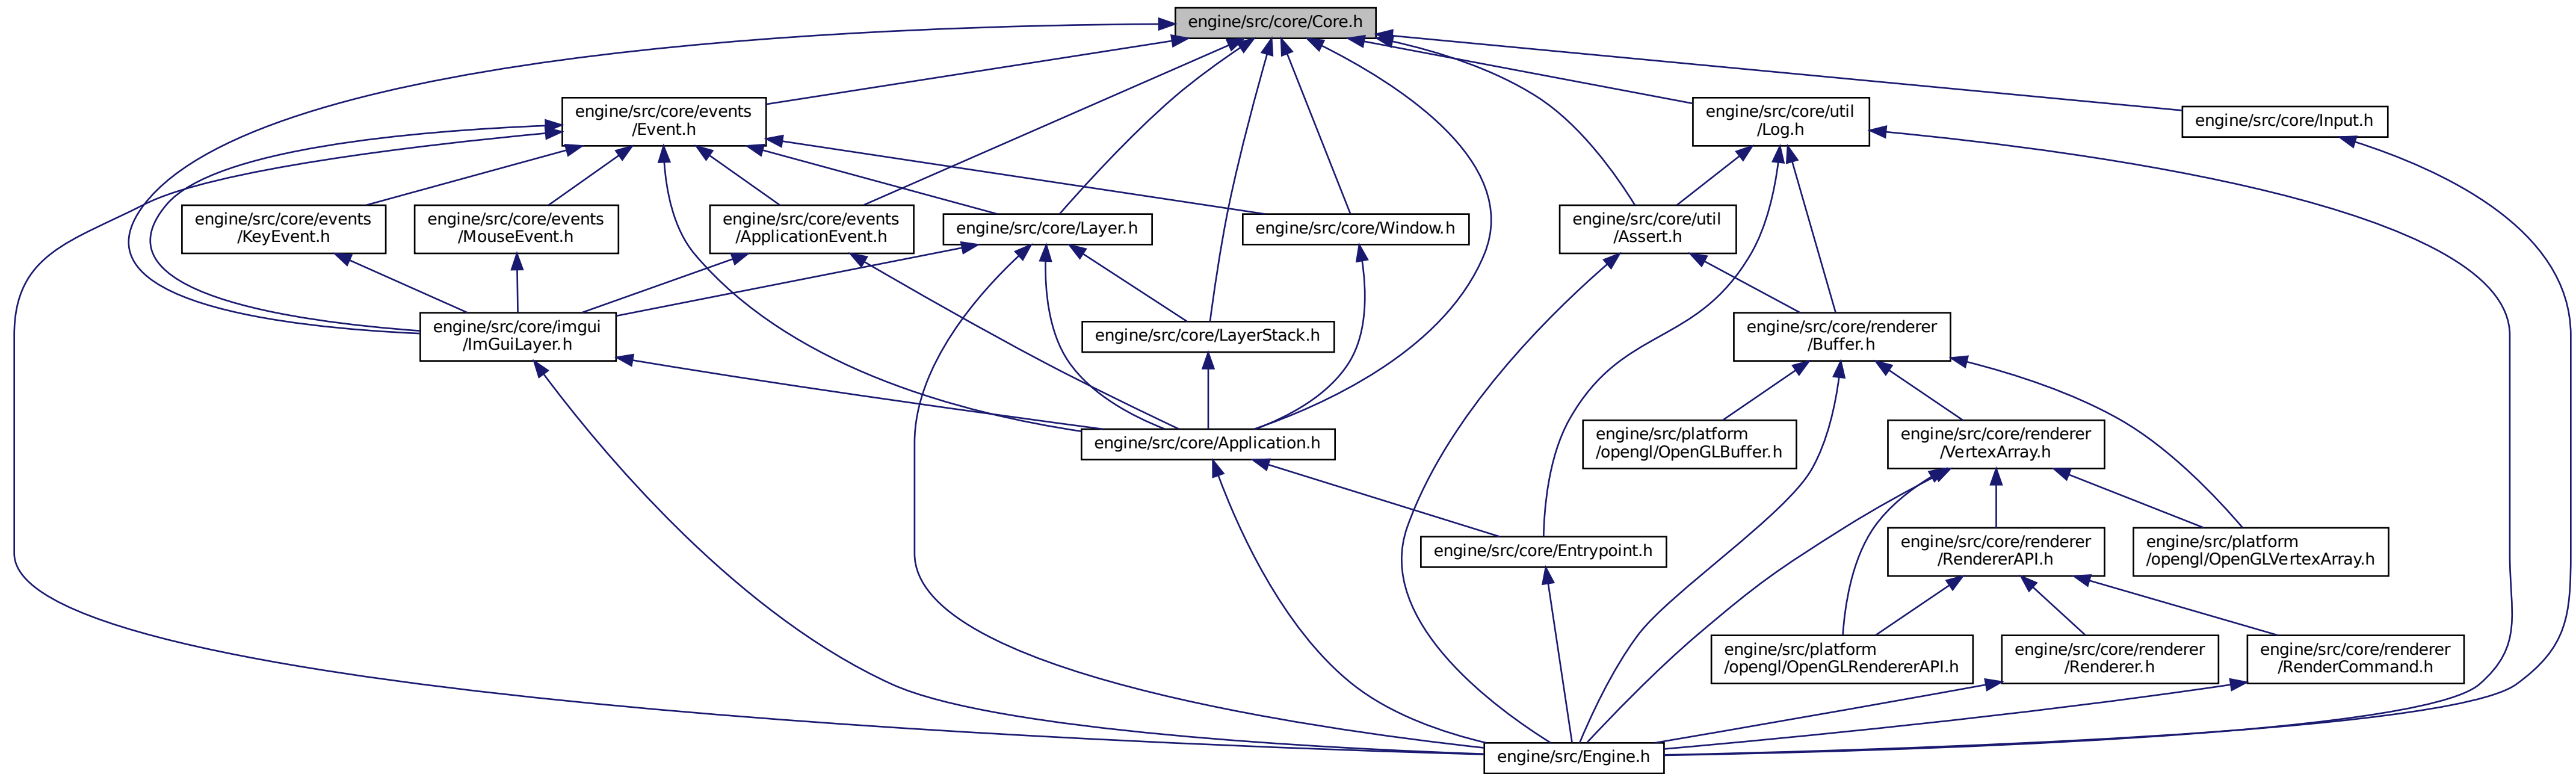 engine/src/core/Core.h
engine/src/core/events
/Event.h
engine/src/core/util
/Log.h
engine/src/core/Input.h
engine/src/core/events
/KeyEvent.h
engine/src/core/events
/MouseEvent.h
engine/src/core/events
/ApplicationEvent.h
engine/src/core/Layer.h
engine/src/core/Window.h
engine/src/core/util
/Assert.h
engine/src/core/imgui
/ImGuiLayer.h
engine/src/core/LayerStack.h
engine/src/core/renderer
/Buffer.h
engine/src/core/Application.h
engine/src/platform
/opengl/OpenGLBuffer.h
engine/src/core/renderer
/VertexArray.h
engine/src/core/Entrypoint.h
engine/src/core/renderer
/RendererAPI.h
engine/src/platform
/opengl/OpenGLVertexArray.h
engine/src/platform
/opengl/OpenGLRendererAPI.h
engine/src/core/renderer
/Renderer.h
engine/src/core/renderer
/RenderCommand.h
engine/src/Engine.h